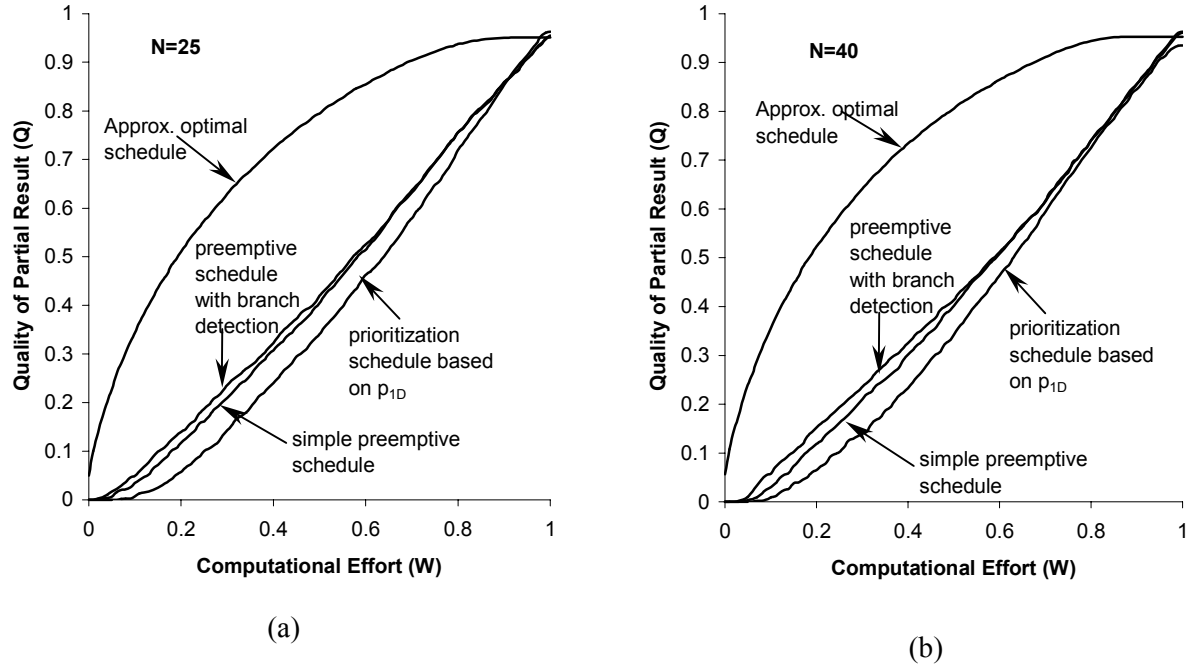 N=25
Quality of Partial Result (Q)
1
0.9
0.8
0.7
0.6
0.5
0.4
0.3
0.2
0.1
0
Approx. optimal
schedule
preemptive
schedule
with branch
detection
prioritization
schedule based
on p1D
simple preemptive
schedule
0 0.2 0.4 0.6 0.8 1
Computational Effort (W)
(a)
N=40
Quality of Partial Result (Q)
1
0.9
0.8
0.7
0.6
0.5
0.4
0.3
0.2
0.1
0
Approx. optimal
schedule
preemptive
schedule
with branch
detection
prioritization
schedule based
on p1D
simple preemptive
schedule
0 0.2 0.4 0.6 0.8 1
Computational Effort (W)
(b)